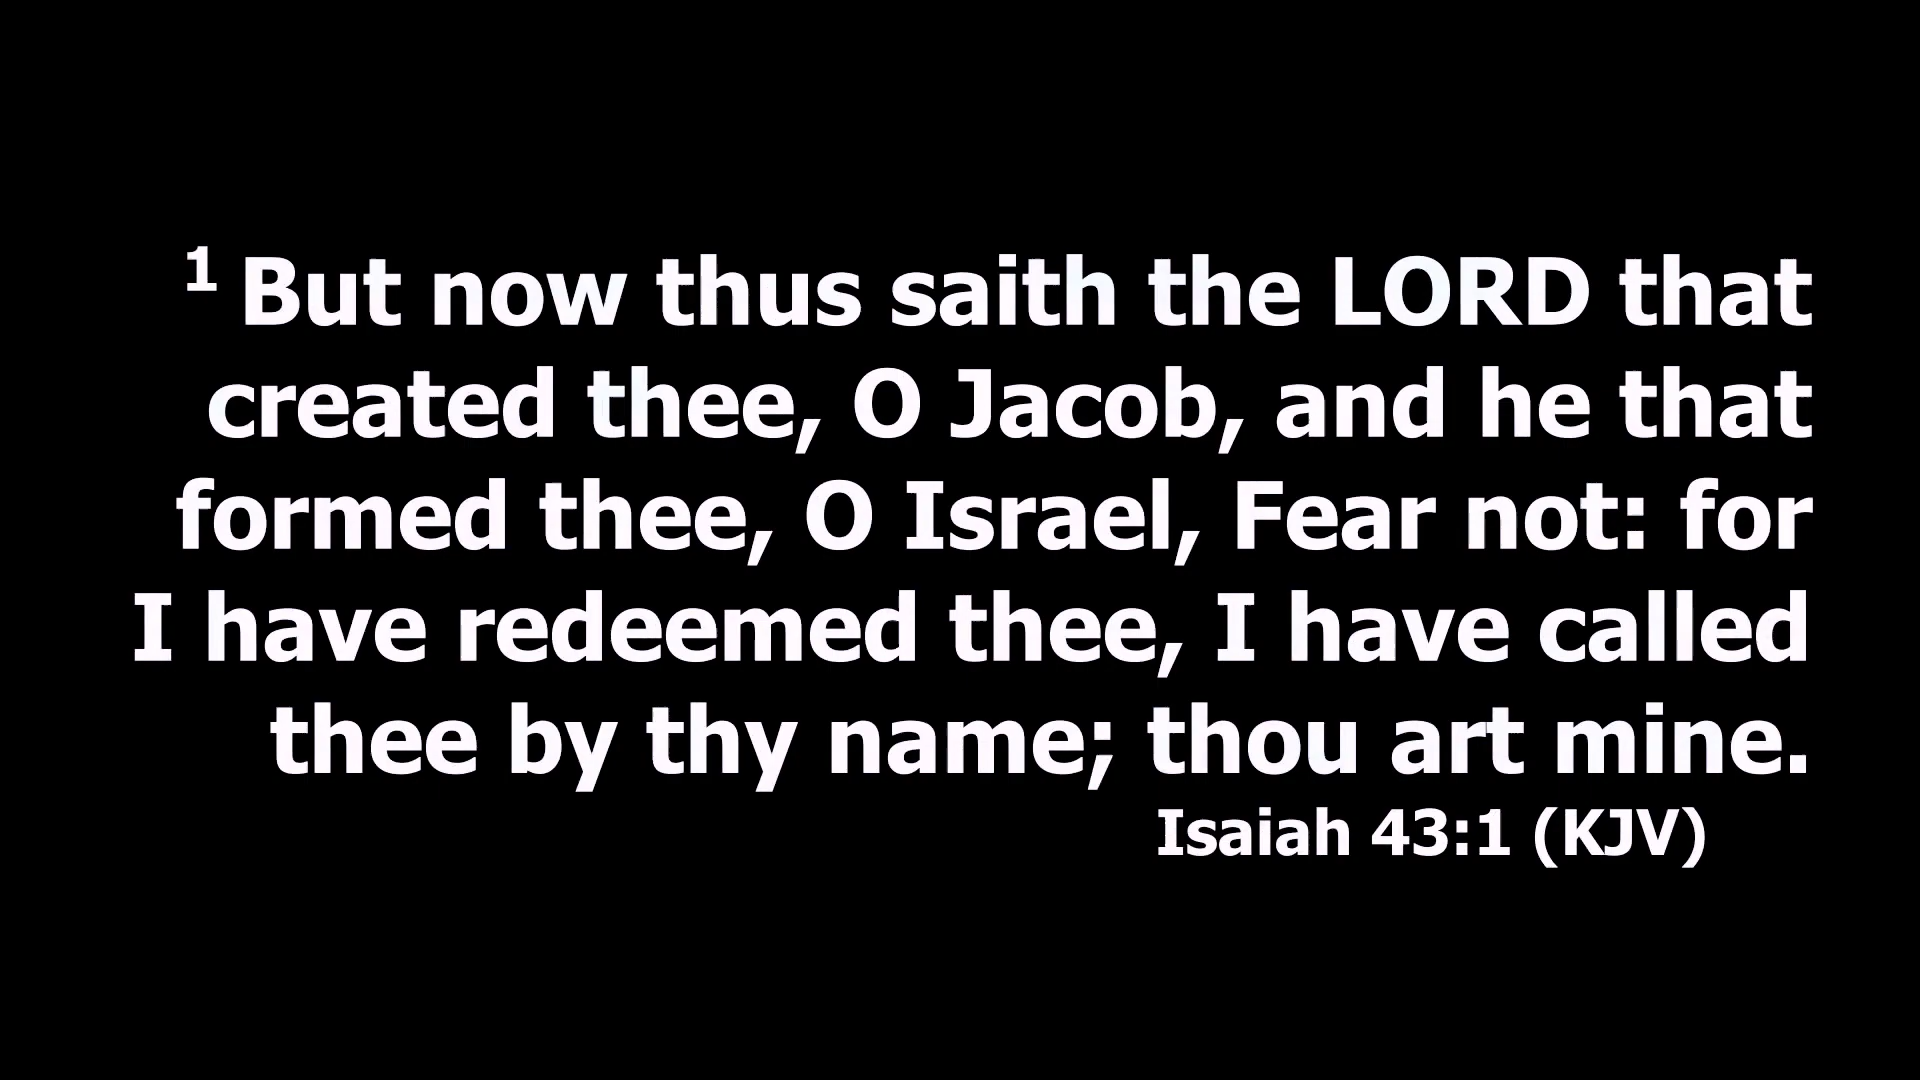 1 But now thus saith the LORD that
created thee, O Jacob, and he that
formed thee, O Israel, Fear not: for
I have redeemed thee, I have called
thee by thy name; thou art mine.
Isaiah 43:1 (KJV)